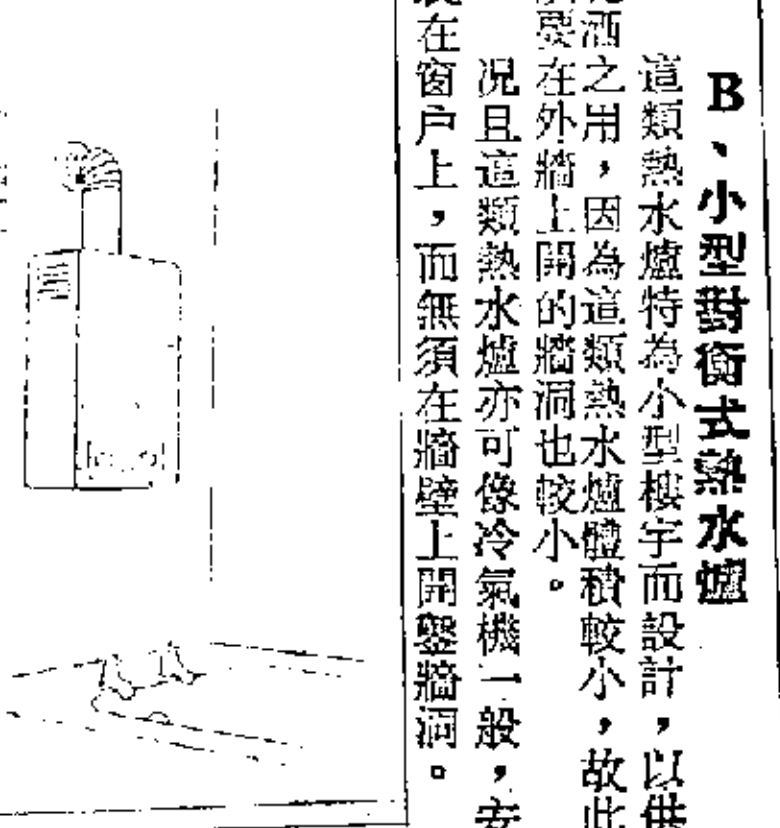 B、小型對衡式熱水爐
這類熱水爐特為小型樓宇而設計，以供
洒之用，因為這類熱水爐體積較小，故此
要在外牆上開的牆洞也較小。
況且這類熱水爐亦可像冷氣機一般，安
在窗户上，而無須在牆壁上開鑿牆洞。